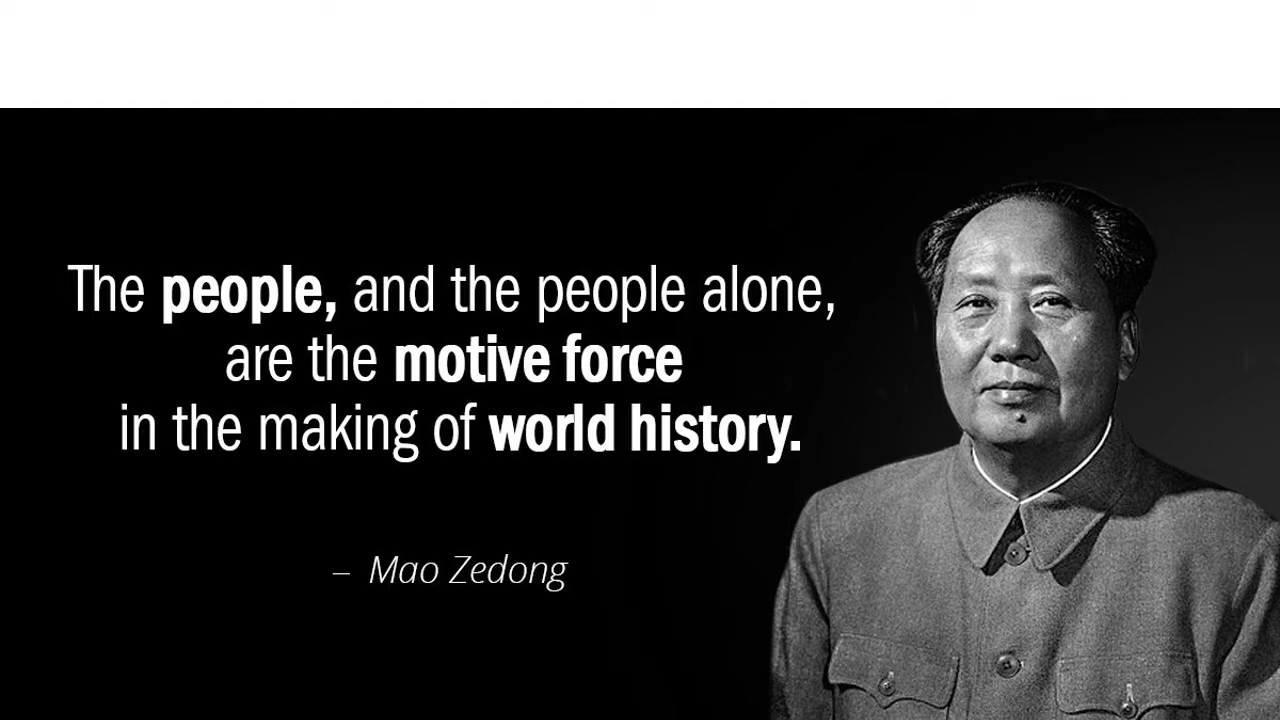 The people, and the people alone,
are the motive force
in the making of world history.
– Mao Zedong